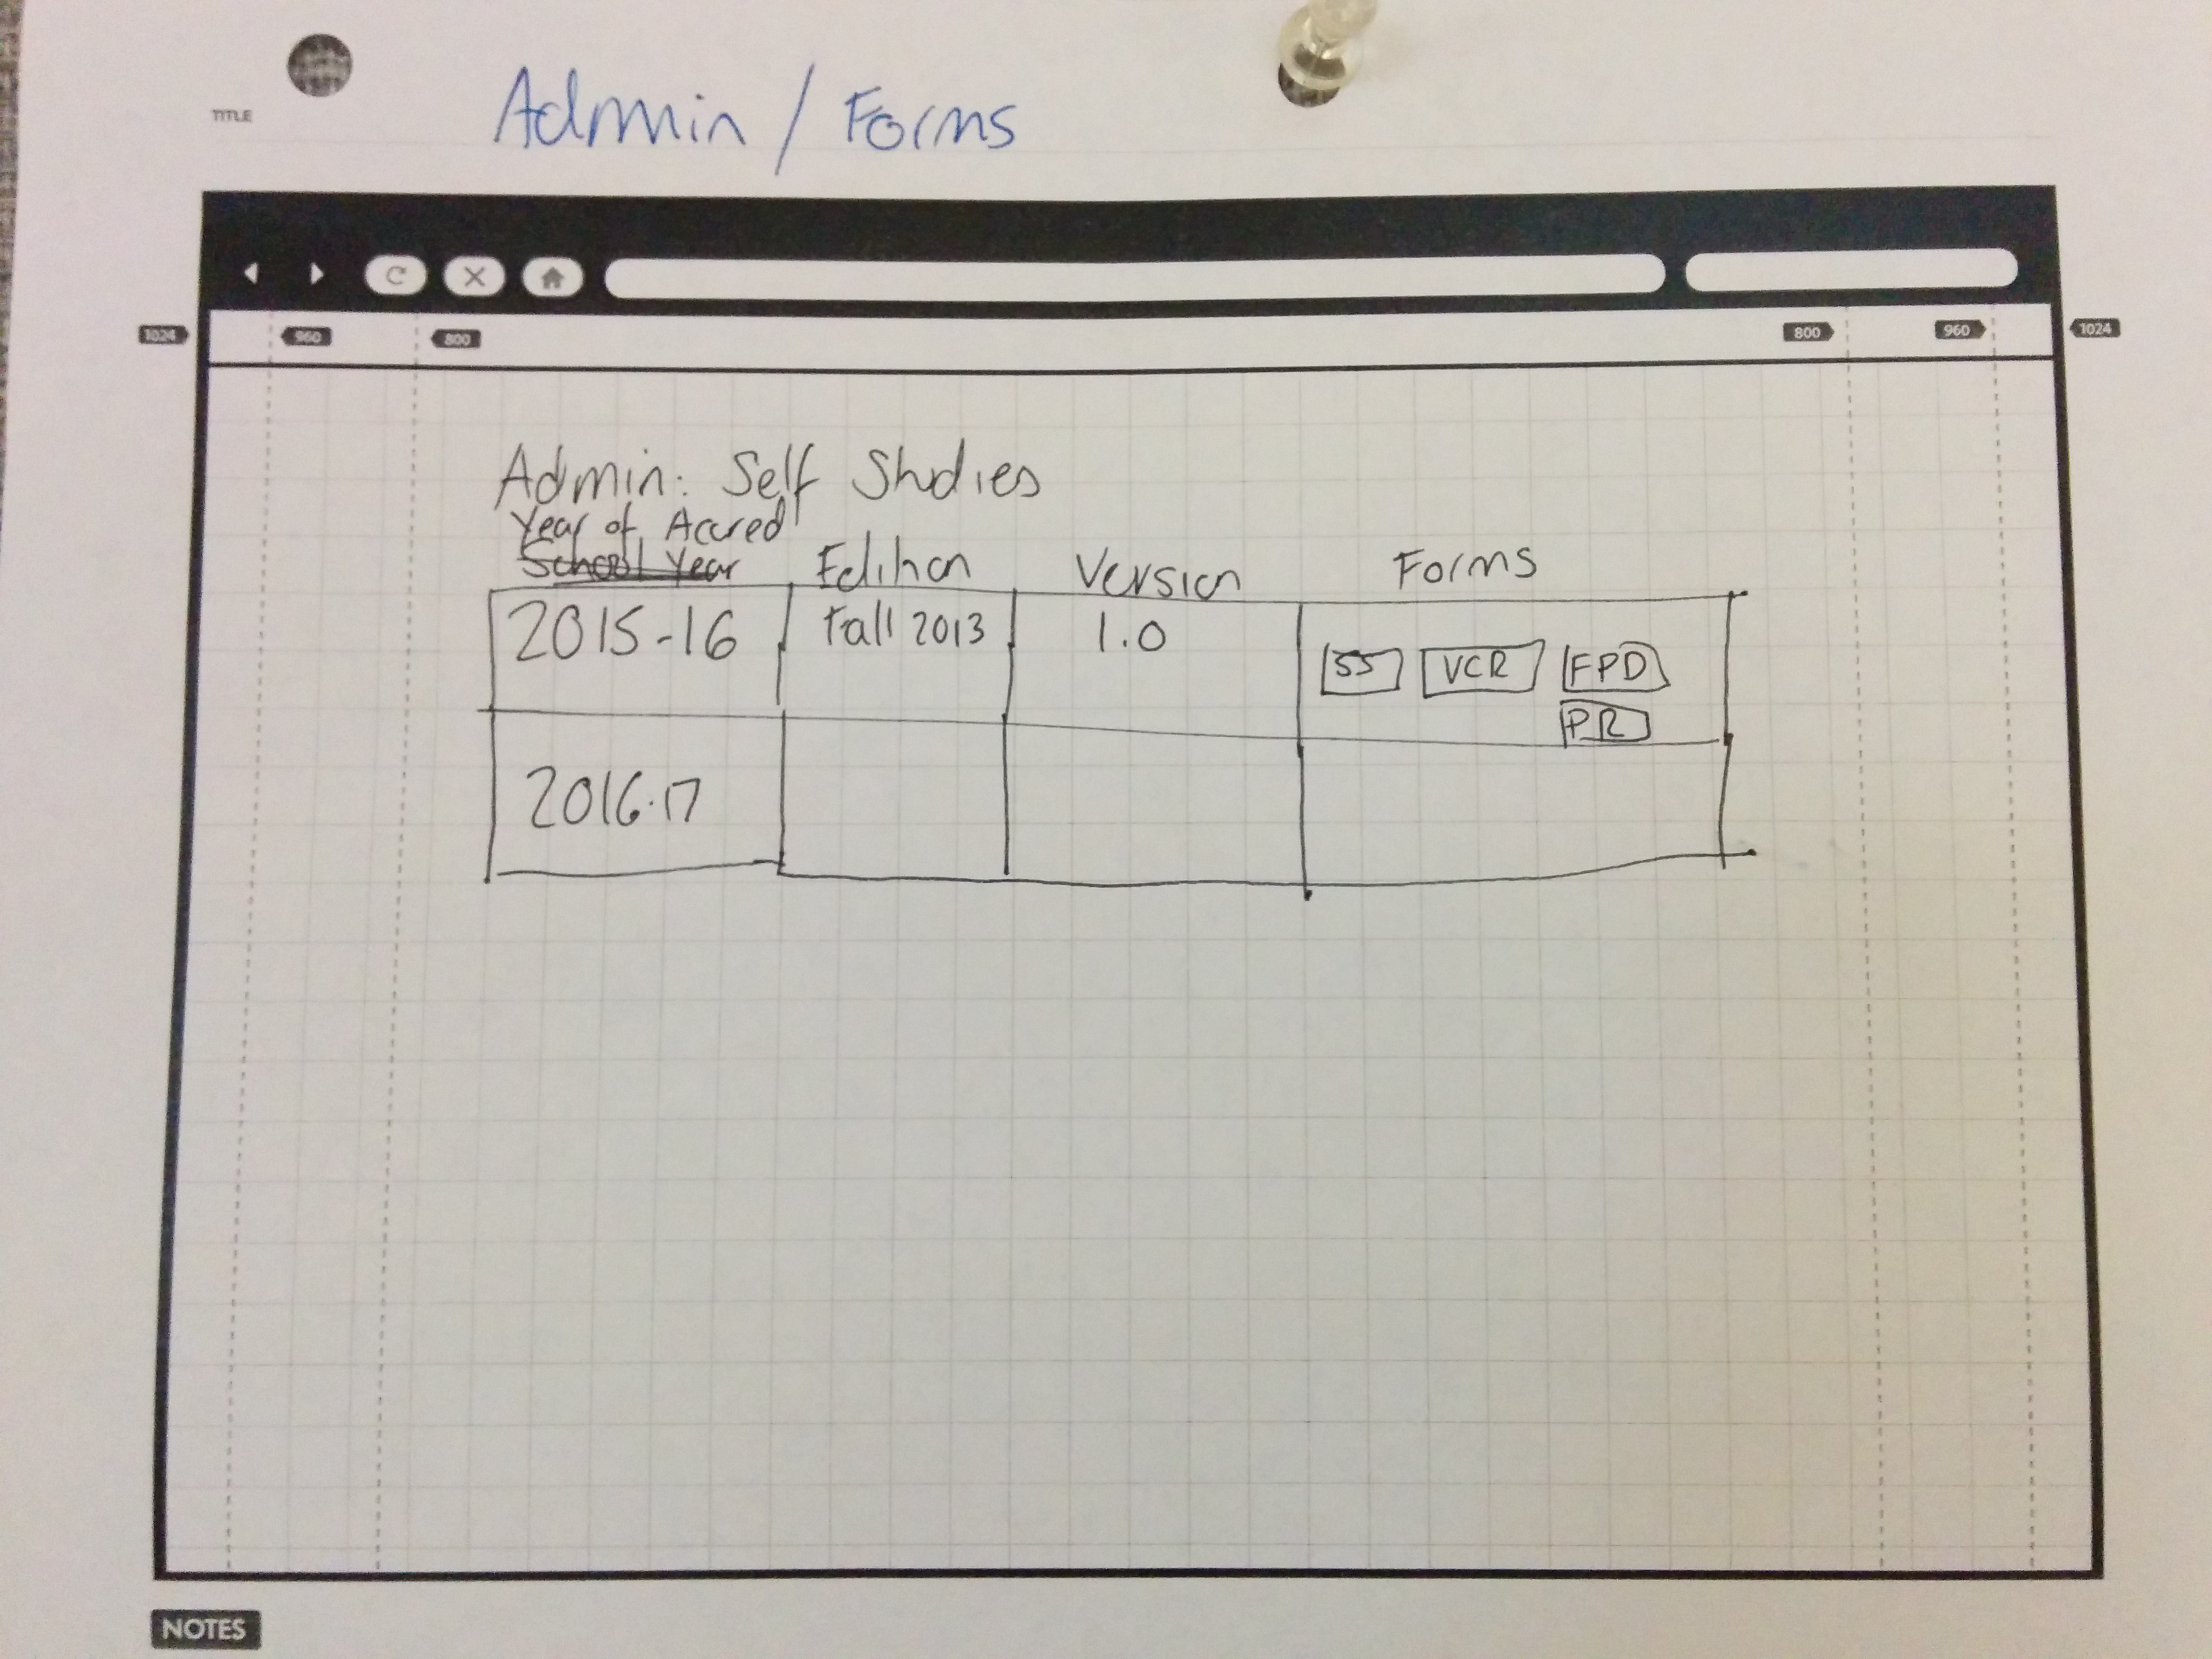 TITLE
Admin / Forms
1024 960 800 800 960 1024
Admin: Self Studies
Year of Accred
School Year Edition Version Forms
2015-16 Fall 2013 1.0
SS VCR FPD
PR
2016-17
NOTES